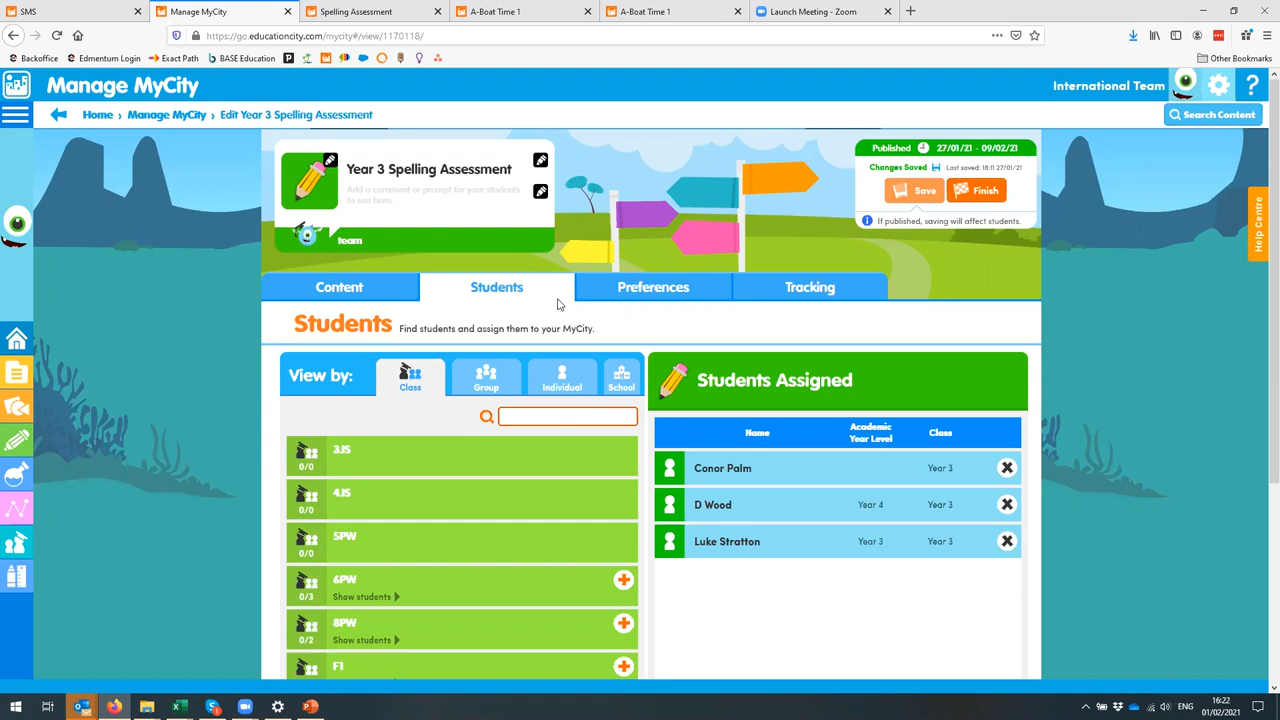 SMS
Manage MyCity
Spelling Assessment
A-Boat Time 1
A-Boat Time 1
Launch Meeting - Zoom
https://go.educationcity.com/mycity#/view/1170118/
Backoffice
Edmentum Login
Exact Path
BASE Education
Other Bookmarks
Manage MyCity
International Team
?
Home › Manage MyCity › Edit Year 3 Spelling Assessment
Search Content
Year 3 Spelling Assessment
Add a comment or prompt for your students
to see here.
team
Published 27/01/21 - 09/02/21
Changes Saved Last saved: 18:11 27/01/21
Save
Finish
If published, saving will affect students.
Help Centre
Content
Students
Preferences
Tracking
Students Find students and assign them to your MyCity.
View by:
Class
Group
Individual
School
3JS
0/0
4JS
0/0
5PW
0/0
6PW
0/3 Show students
8PW
0/2 Show students
F1
Students Assigned
Name
Academic
Year Level
Class
Conor Palm Year 3
D Wood Year 4 Year 3
Luke Stratton Year 3 Year 3
ENG
16:22
01/02/2021